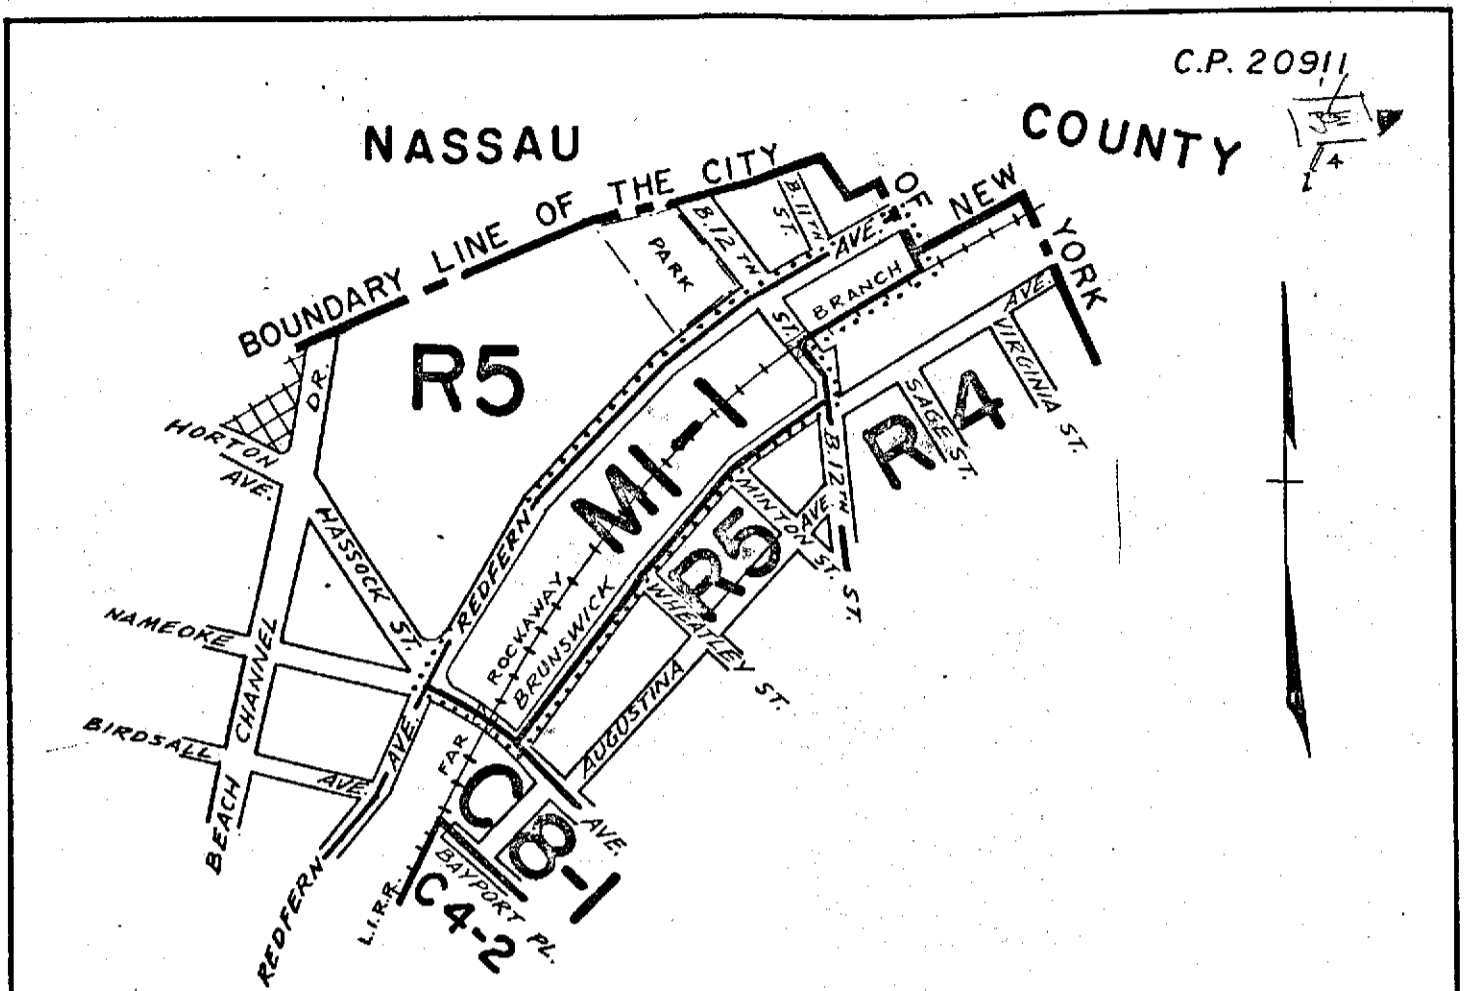 C.P. 20911
NASSAU COUNTY
BOUNDARY LINE OF THE CITY OF NEW YORK
B. 11TH ST.
B. 12TH ST.
PARK
AVE.
BRANCH
AVE.
VIRGINIA ST.
SAGE ST.
R5
R4
M1-1
DR.
HORTON AVE.
HASSOCK ST.
REDFERN
B. 12TH ST.
MINTON ST.
AVE.
R5
WHEATLEY ST.
ROCKAWAY
BRUNSWICK
NAMEOKE
AUGUSTINA
BEACH CHANNEL
BIRDSALL AVE.
AVE.
FAR
C8-1
AVE.
BAYPORT PL.
C4-2
L.I.R.R.
REDFERN
4